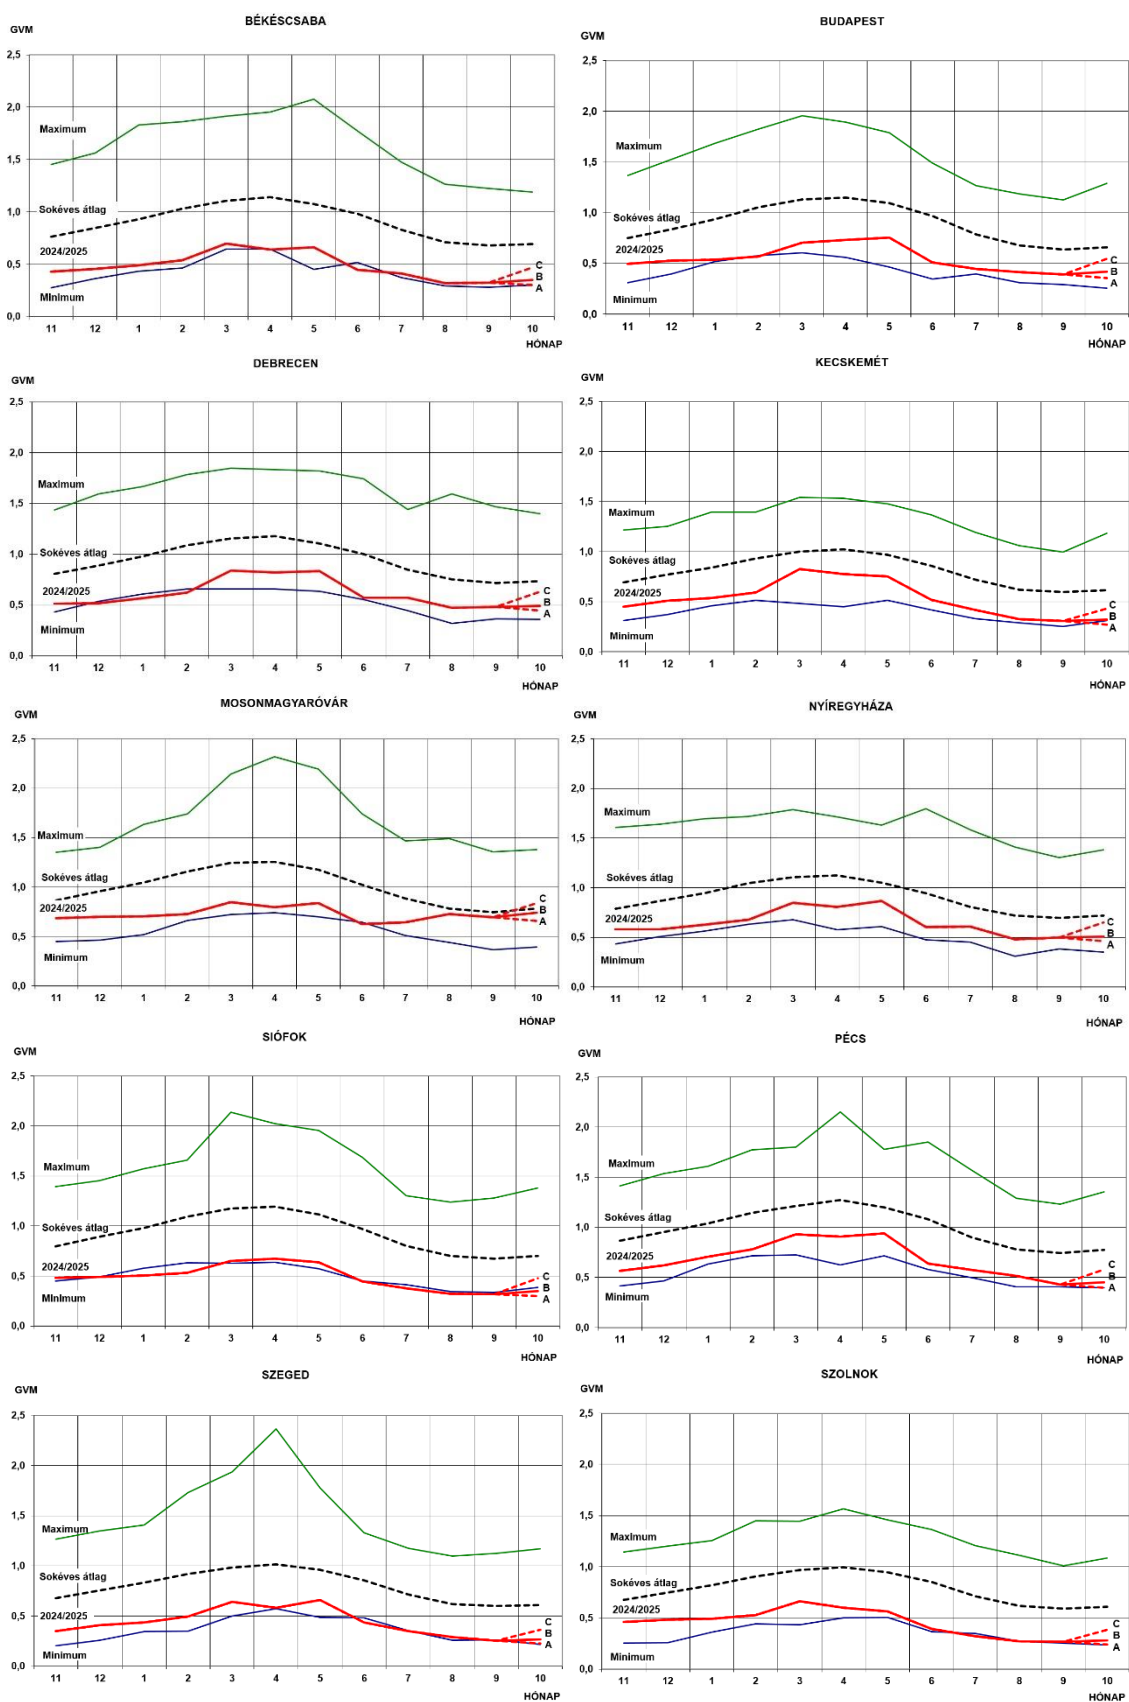 BÉKÉSCSABA
GVM
2,5
2,0
1,5
1,0
0,5
0,0
Maximum
Sokéves átlag
2024/2025
Minimum
C
B
A
11 12 1 2 3 4 5 6 7 8 9 10
HÓNAP
BUDAPEST
GVM
2,5
2,0
1,5
1,0
0,5
0,0
Maximum
Sokéves átlag
2024/2025
Minimum
C
B
A
11 12 1 2 3 4 5 6 7 8 9 10
HÓNAP
DEBRECEN
GVM
2,5
2,0
1,5
1,0
0,5
0,0
Maximum
Sokéves átlag
2024/2025
Minimum
C
B
A
11 12 1 2 3 4 5 6 7 8 9 10
HÓNAP
KECSKEMÉT
GVM
2,5
2,0
1,5
1,0
0,5
0,0
Maximum
Sokéves átlag
2024/2025
Minimum
C
B
A
11 12 1 2 3 4 5 6 7 8 9 10
HÓNAP
MOSONMAGYARÓVÁR
GVM
2,5
2,0
1,5
1,0
0,5
0,0
Maximum
Sokéves átlag
2024/2025
Minimum
C
B
A
11 12 1 2 3 4 5 6 7 8 9 10
HÓNAP
NYÍREGYHÁZA
GVM
2,5
2,0
1,5
1,0
0,5
0,0
Maximum
Sokéves átlag
2024/2025
Minimum
C
B
A
11 12 1 2 3 4 5 6 7 8 9 10
HÓNAP
SIÓFOK
GVM
2,5
2,0
1,5
1,0
0,5
0,0
Maximum
Sokéves átlag
2024/2025
Minimum
C
B
A
11 12 1 2 3 4 5 6 7 8 9 10
HÓNAP
PÉCS
GVM
2,5
2,0
1,5
1,0
0,5
0,0
Maximum
Sokéves átlag
2024/2025
Minimum
C
B
A
11 12 1 2 3 4 5 6 7 8 9 10
HÓNAP
SZEGED
GVM
2,5
2,0
1,5
1,0
0,5
0,0
Maximum
Sokéves átlag
2024/2025
Minimum
C
B
A
11 12 1 2 3 4 5 6 7 8 9 10
HÓNAP
SZOLNOK
GVM
2,5
2,0
1,5
1,0
0,5
0,0
Maximum
Sokéves átlag
2024/2025
Minimum
C
B
A
11 12 1 2 3 4 5 6 7 8 9 10
HÓNAP